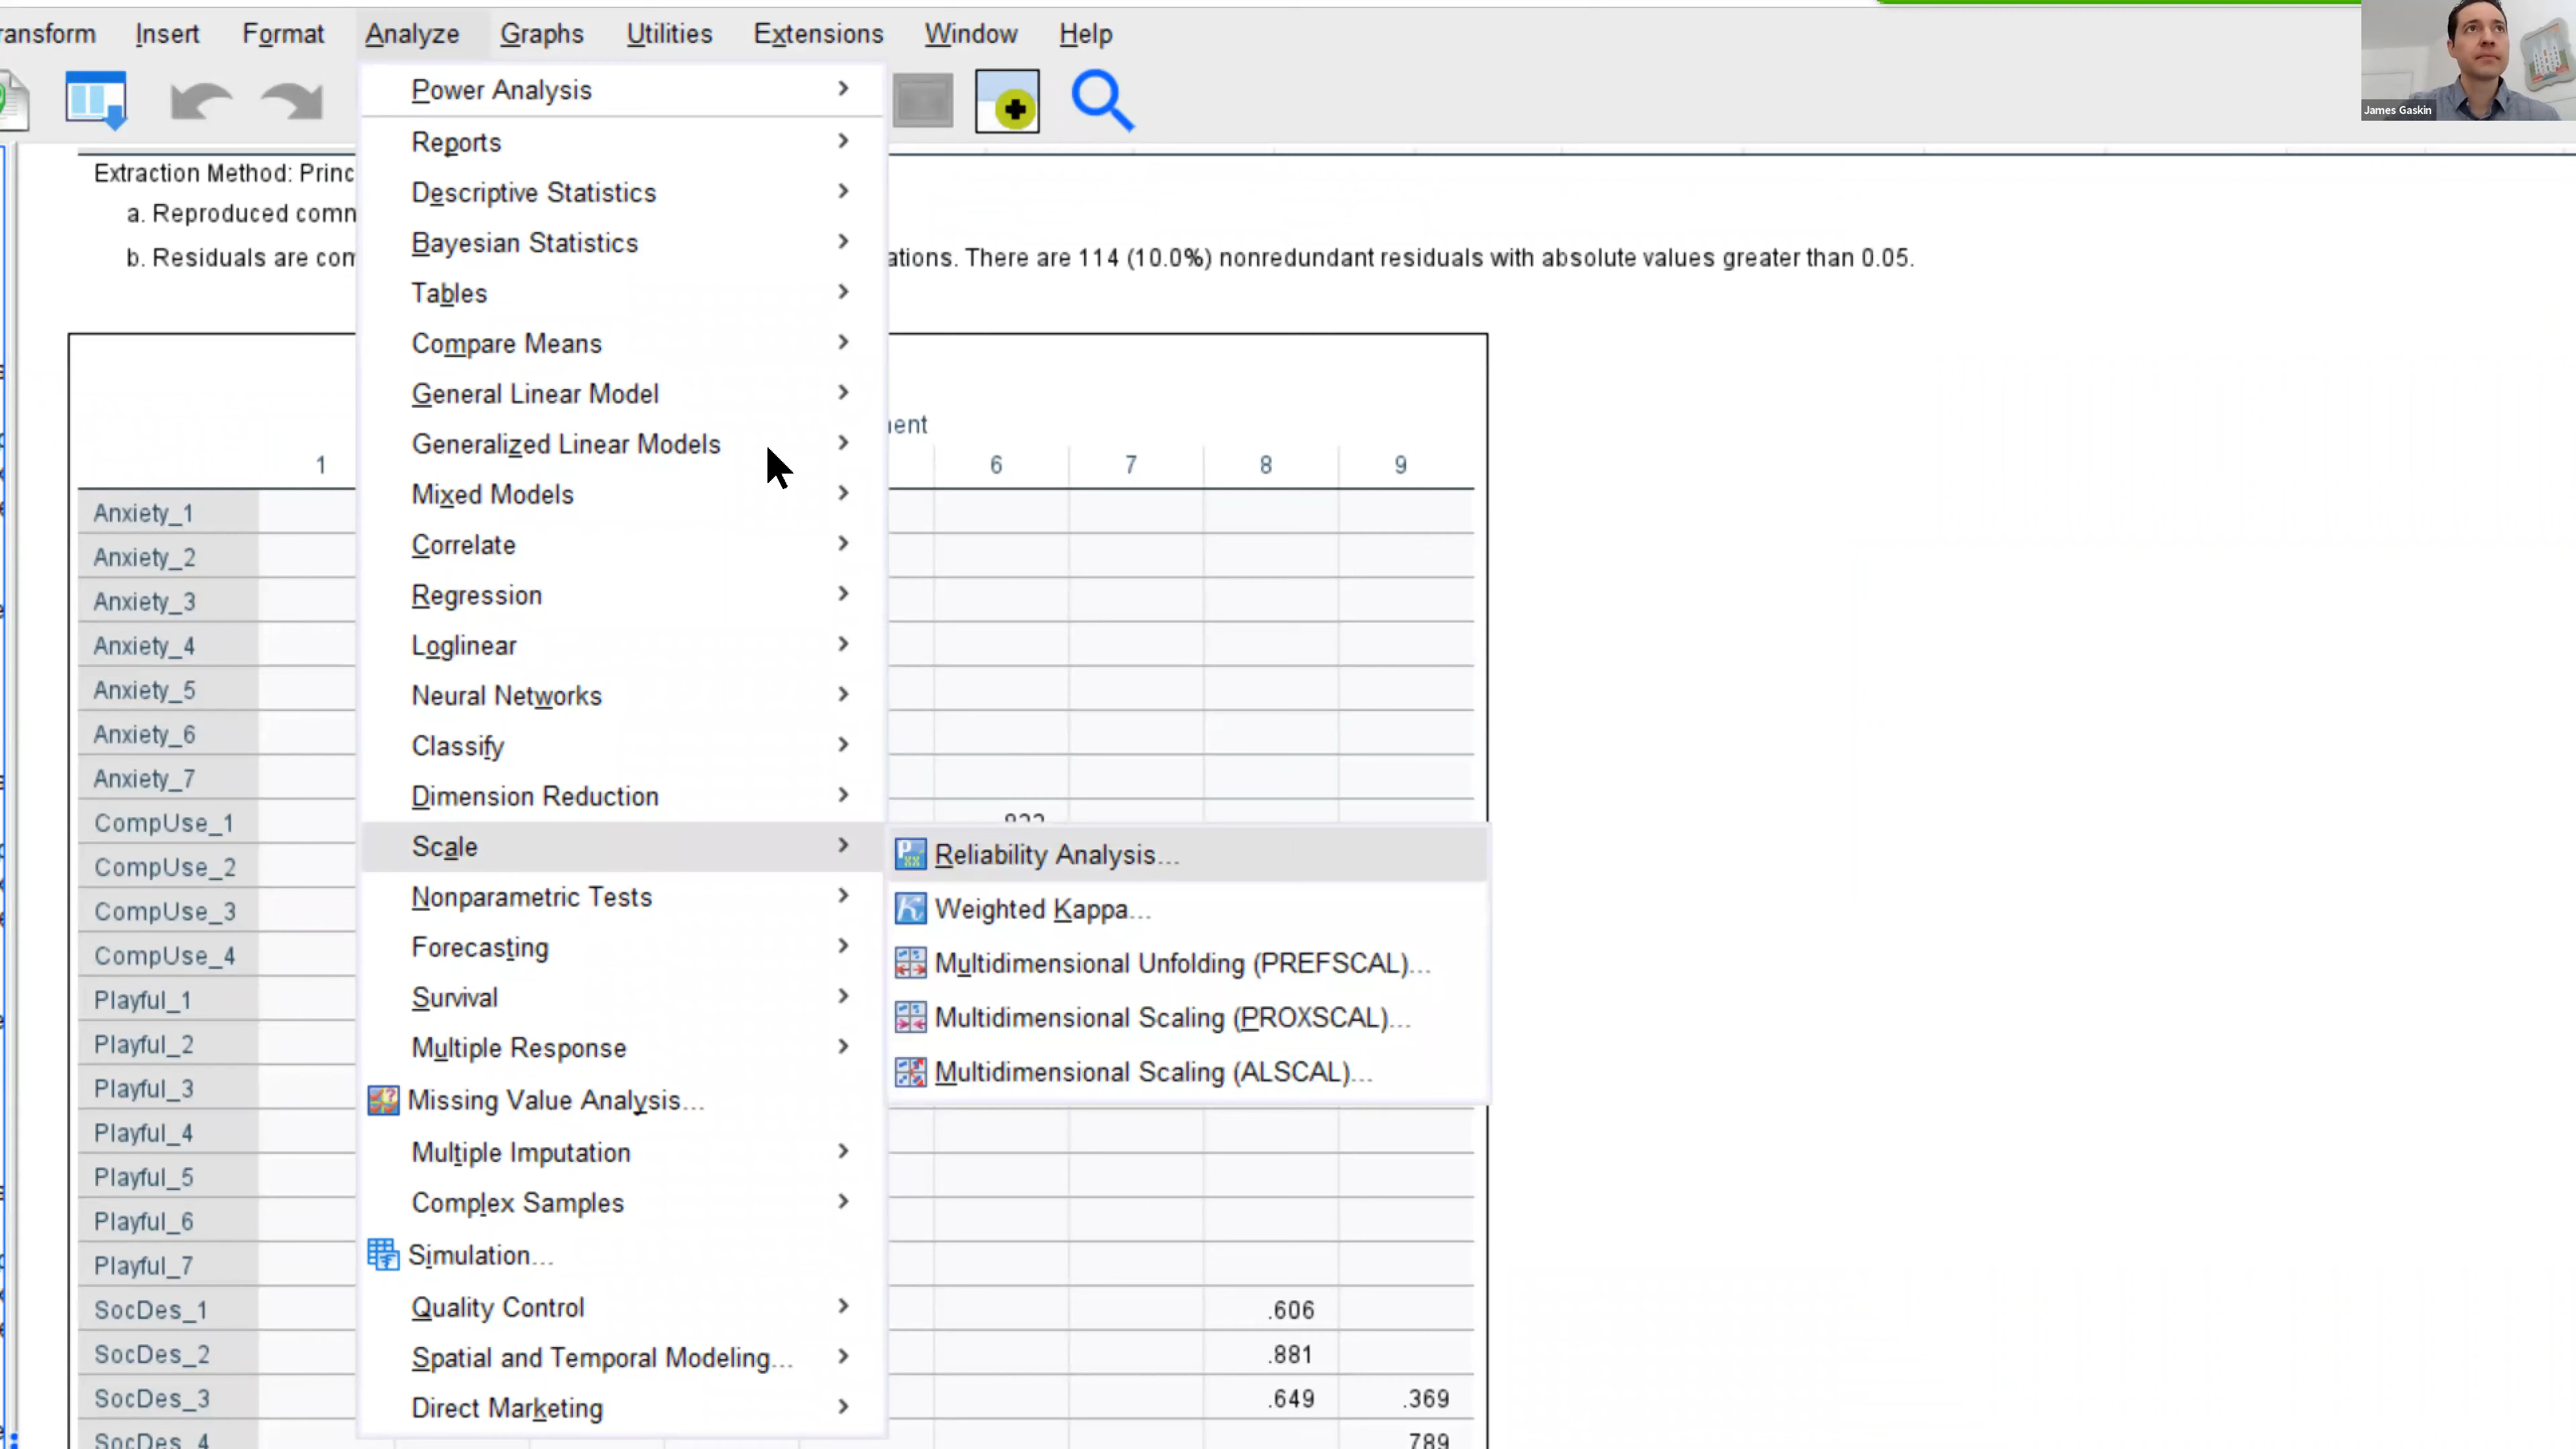 ransform Insert Format Analyze Graphs Utilities Extensions Window Help
James Gaskin
Power Analysis
Reports
Descriptive Statistics
Bayesian Statistics
Tables
Compare Means
General Linear Model
Generalized Linear Models
Mixed Models
Correlate
Regression
Loglinear
Neural Networks
Classify
Dimension Reduction
Scale
Nonparametric Tests
Forecasting
Survival
Multiple Response
Missing Value Analysis...
Multiple Imputation
Complex Samples
Simulation...
Quality Control
Spatial and Temporal Modeling...
Direct Marketing
Reliability Analysis...
Weighted Kappa...
Multidimensional Unfolding (PREFSCAL)...
Multidimensional Scaling (PROXSCAL)...
Multidimensional Scaling (ALSCAL)...
Extraction Method: Princ
a. Reproduced comn
b. Residuals are com ations. There are 114 (10.0%) nonredundant residuals with absolute values greater than 0.05.
nent
1 6 7 8 9
Anxiety_1
Anxiety_2
Anxiety_3
Anxiety_4
Anxiety_5
Anxiety_6
Anxiety_7
CompUse_1
CompUse_2
CompUse_3
CompUse_4
Playful_1
Playful_2
Playful_3
Playful_4
Playful_5
Playful_6
Playful_7
SocDes_1 .606
SocDes_2 .881
SocDes_3 .649 .369
SocDes_4 .789